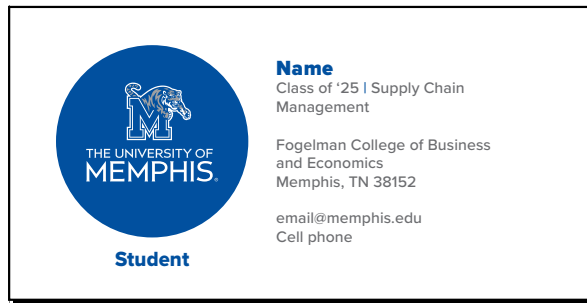 M
THE UNIVERSITY OF
MEMPHIS®
Student
Name
Class of ‘25 | Supply Chain
Management
Fogelman College of Business
and Economics
Memphis, TN 38152
email@memphis.edu
Cell phone